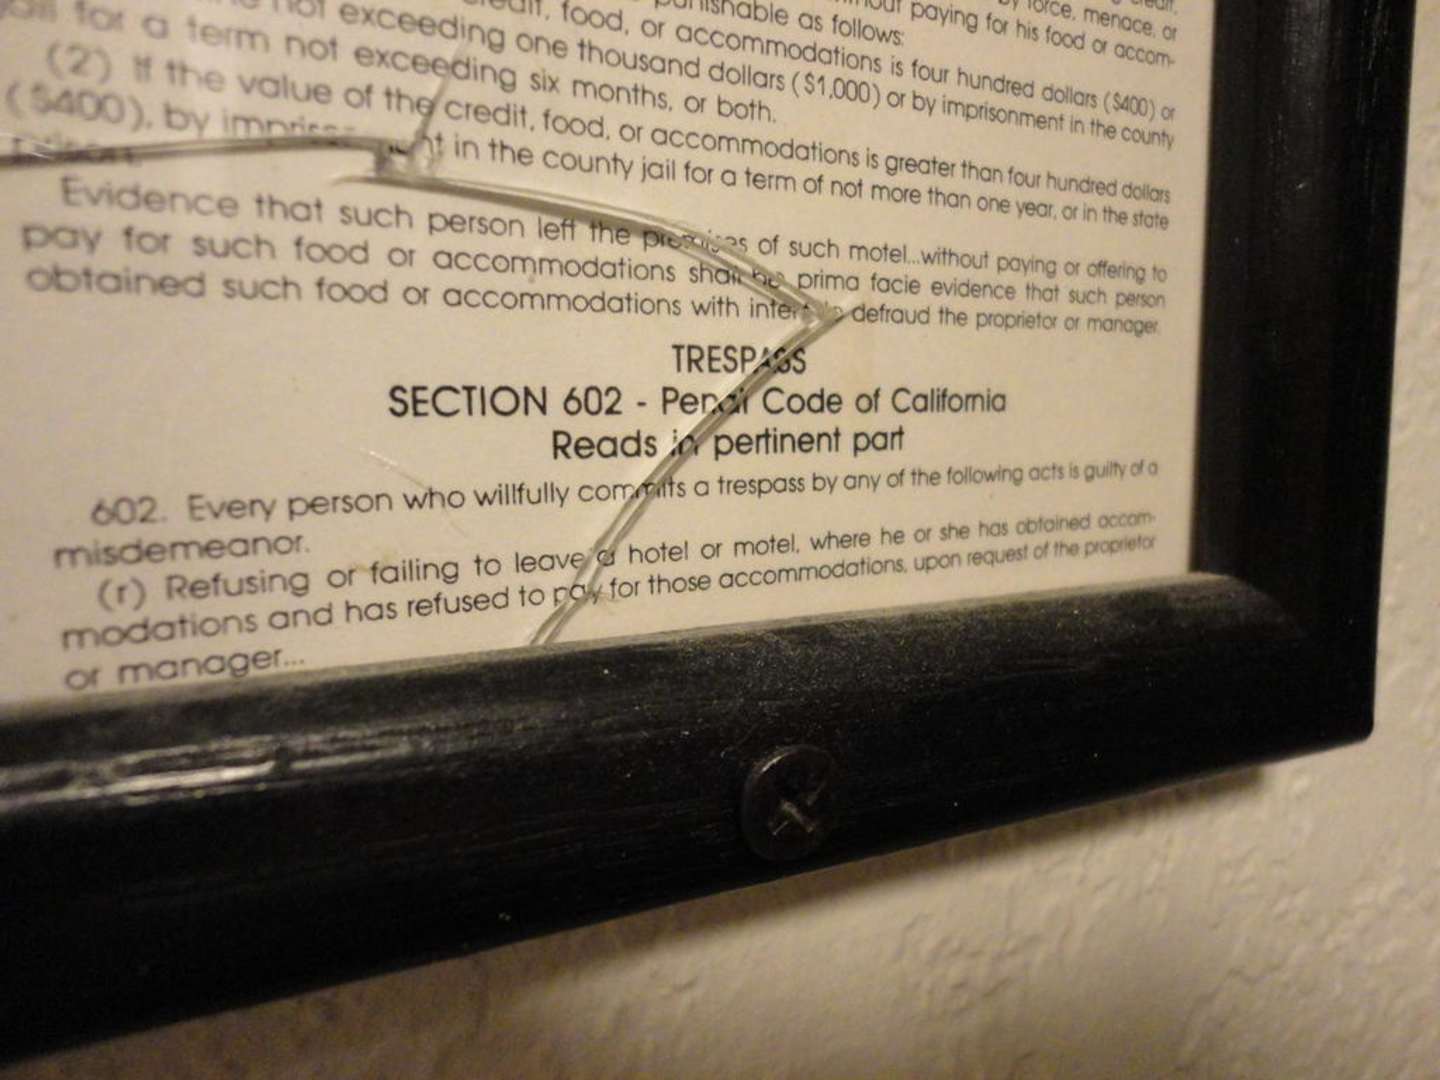 by force, menace, or
without paying for his food or accom-
punishable as follows:
credit, food, or accommodations is four hundred dollars ($400) or
not exceeding one thousand dollars ($1,000) or by imprisonment in the county
jail for a term not exceeding six months, or both.
(2) If the value of the credit, food, or accommodations is greater than four hundred dollars
($400), by imprisonment in the county jail for a term of not more than one year, or in the state
prison.
Evidence that such person left the premises of such motel...without paying or offering to
pay for such food or accommodations shall be prima facie evidence that such person
obtained such food or accommodations with intent to defraud the proprietor or manager.
TRESPASS
SECTION 602 - Penal Code of California
Reads in pertinent part
602. Every person who willfully commits a trespass by any of the following acts is guilty of a
misdemeanor.
(r) Refusing or failing to leave a hotel or motel, where he or she has obtained accom-
modations and has refused to pay for those accommodations, upon request of the proprietor
or manager...